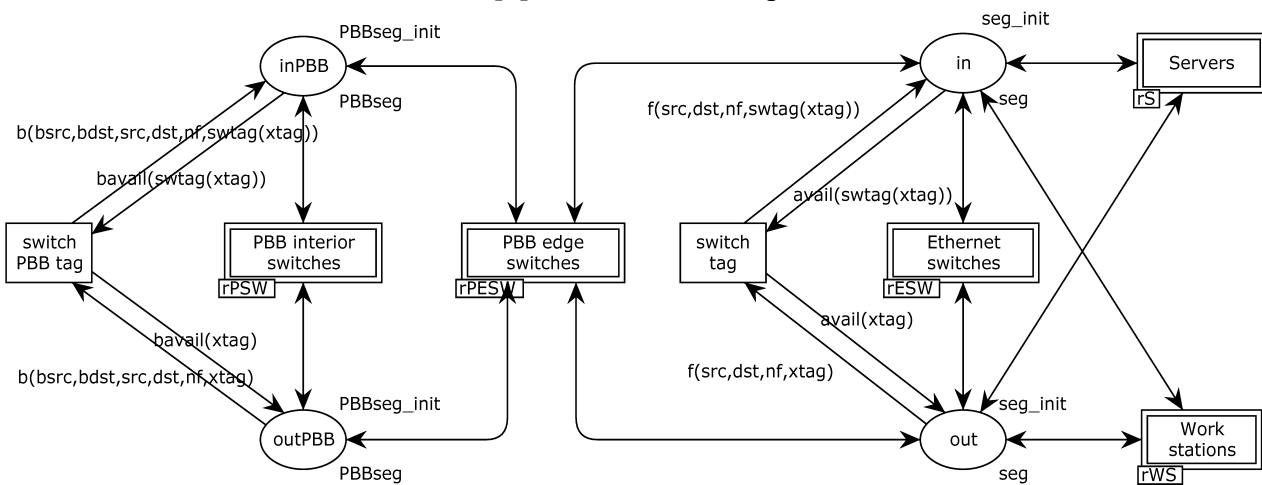 seg_init
PBBseg_init
inPBB
in
Servers
PBBseg
seg
rS
f(src,dst,nf,swtag(xtag))
b(bsrc,bdst,src,dst,nf,swtag(xtag))
bavail(swtag(xtag))
avail(swtag(xtag))
switch
PBB tag
PBB interior
switches
PBB edge
switches
switch
tag
Ethernet
switches
rPSW
rPESW
rESW
avail(xtag)
bavail(xtag)
f(src,dst,nf,xtag)
b(bsrc,bdst,src,dst,nf,xtag)
PBBseg_init
seg_init
outPBB
out
Work
stations
PBBseg
seg
rWS